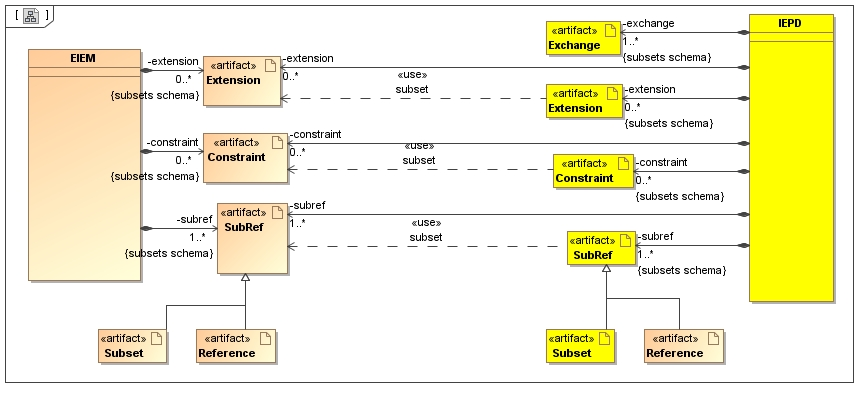 [ ]
EIEM
-extension
0..*
{subsets schema}
«artifact»
Extension
-extension
0..*
«use»
subset
«artifact»
Exchange
-exchange
1..*
{subsets schema}
IEPD
«artifact»
Extension
-extension
0..*
{subsets schema}
-constraint
0..*
{subsets schema}
«artifact»
Constraint
-constraint
0..*
«use»
subset
«artifact»
Constraint
-constraint
0..*
{subsets schema}
-subref
1..*
{subsets schema}
«artifact»
SubRef
-subref
1..*
«use»
subset
«artifact»
SubRef
-subref
1..*
{subsets schema}
«artifact»
Subset
«artifact»
Reference
«artifact»
Subset
«artifact»
Reference